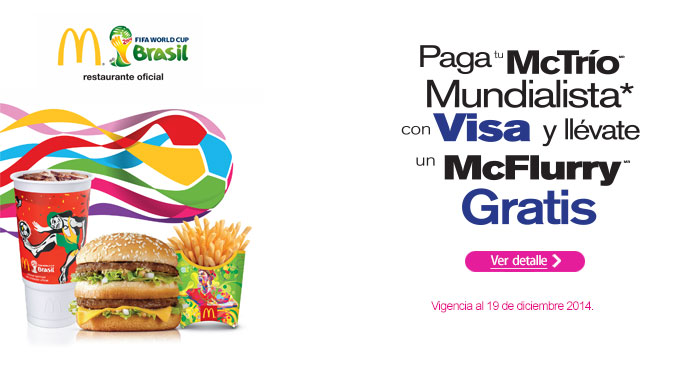 FIFA WORLD CUP
Brasil
restaurante oficial
Paga tu McTrío
Mundialista*
con Visa y llévate
un McFlurry
Gratis
Ver detalle
Vigencia al 19 de diciembre 2014.
Brasil